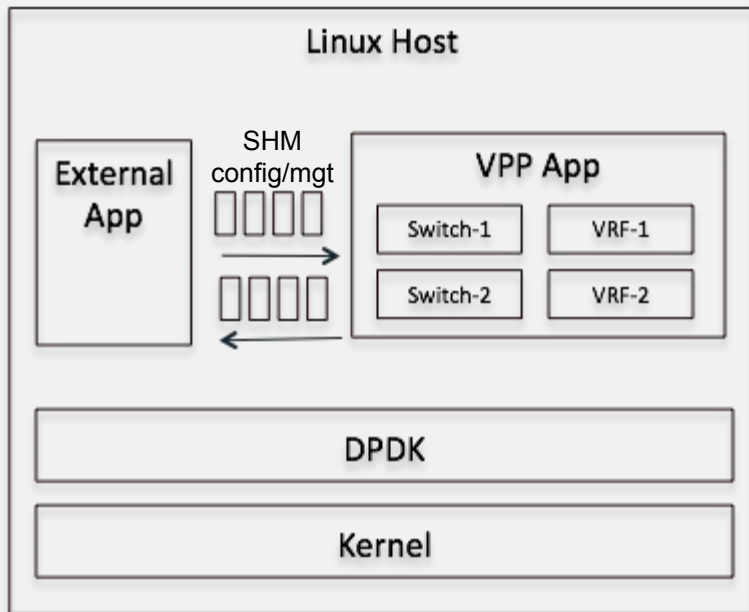 Linux Host
External
App
SHM
config/mgt
VPP App
Switch-1
VRF-1
Switch-2
VRF-2
DPDK
Kernel